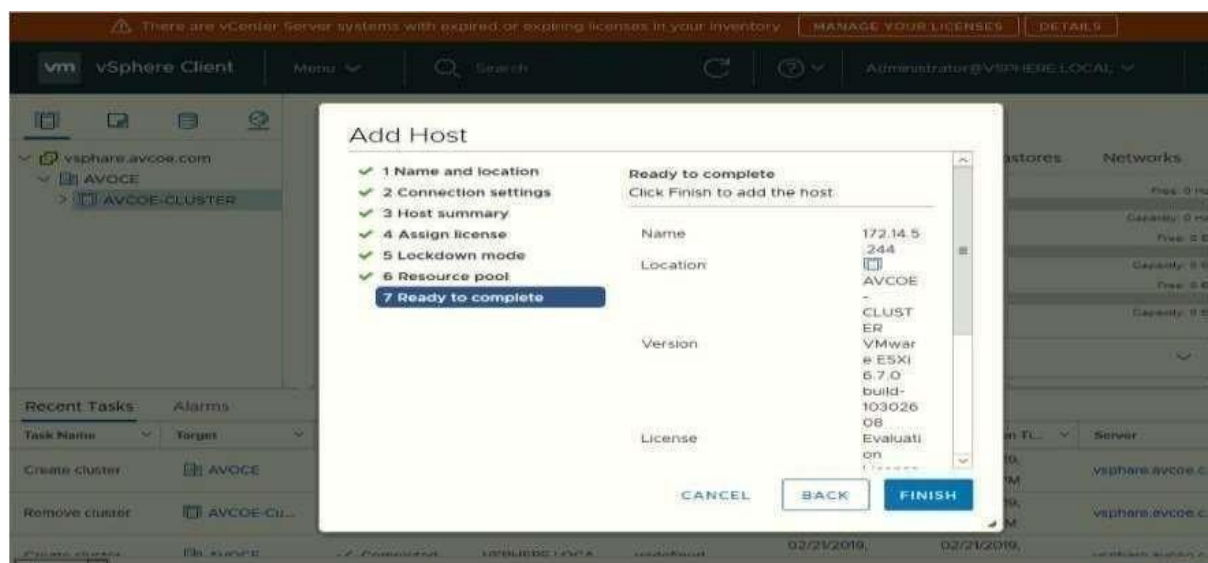 There are vCenter Server systems with expired or expiring licenses in your inventory MANAGE YOUR LICENSES DETAILS
vm vSphere Client Menu Search Administrator@VSPHERE.LOCAL
vsphare.avcoe.com
AVOCE
AVCOE-CLUSTER
Add Host
1 Name and location
2 Connection settings
3 Host summary
4 Assign license
5 Lockdown mode
6 Resource pool
7 Ready to complete
Ready to complete
Click Finish to add the host
Name 172.14.5
.244
Location
AVCOE
-
CLUST
ER
Version VMwar
e ESXi
6.7.0
build-
103026
08
License Evaluati
on
CANCEL BACK FINISH
astores Networks
Recent Tasks Alarms
Task Name Target Server
Create cluster AVOCE vsphare.avcoe.c
Remove cluster AVCOE-Cu... vsphare.avcoe.c
Create cluster AVOCE Completed undefined 02/21/2019, 02/21/2019,